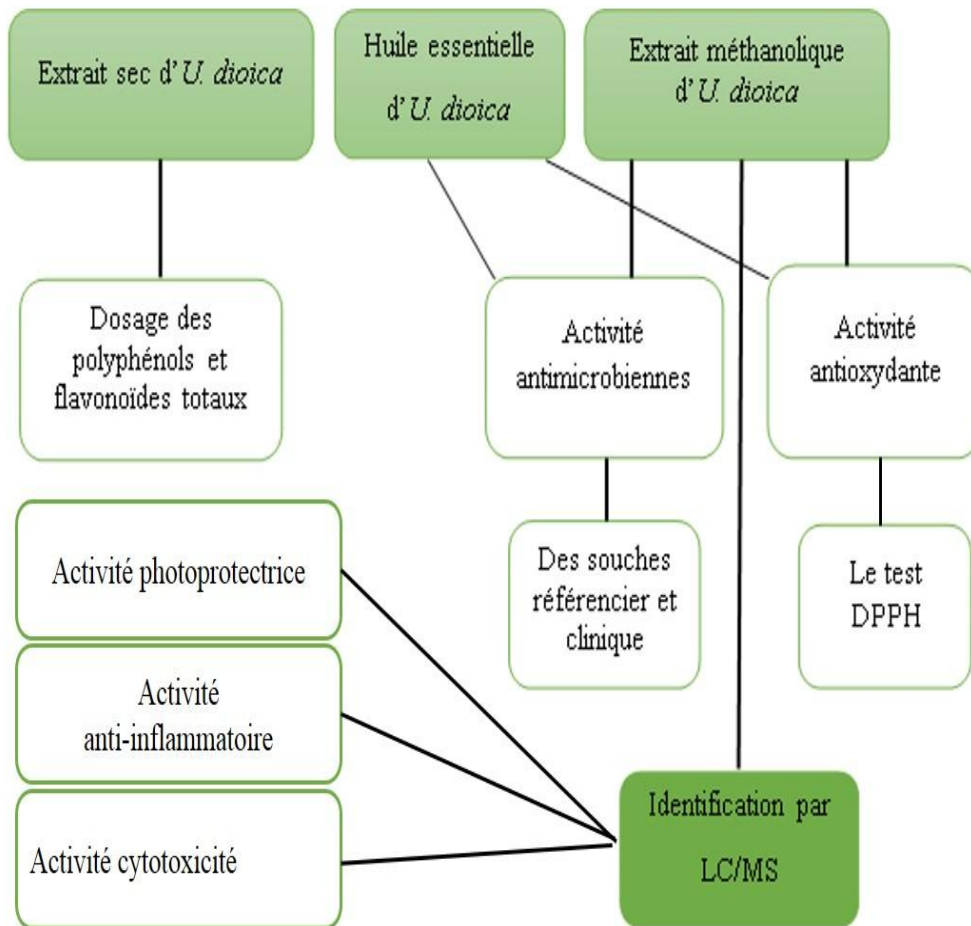 Extrait sec d'U. dioica
Huile essentielle
d'U. dioica
Extrait méthanolique
d'U. dioica
Dosage des
polyphénols et
flavonoïdes totaux
Activité
antimicrobiennes
Activité
antioxydante
Des souches
référencier et
clinique
Le test
DPPH
Activité photoprotectrice
Activité
anti-inflammatoire
Activité cytotoxicité
Identification par
LC/MS